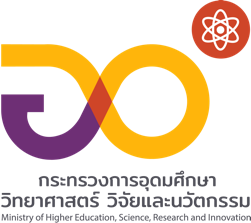 กระทรวงการอุดมศึกษา
วิทยาศาสตร์ วิจัยและนวัตกรรม
Ministry of Higher Education, Science, Research and Innovation